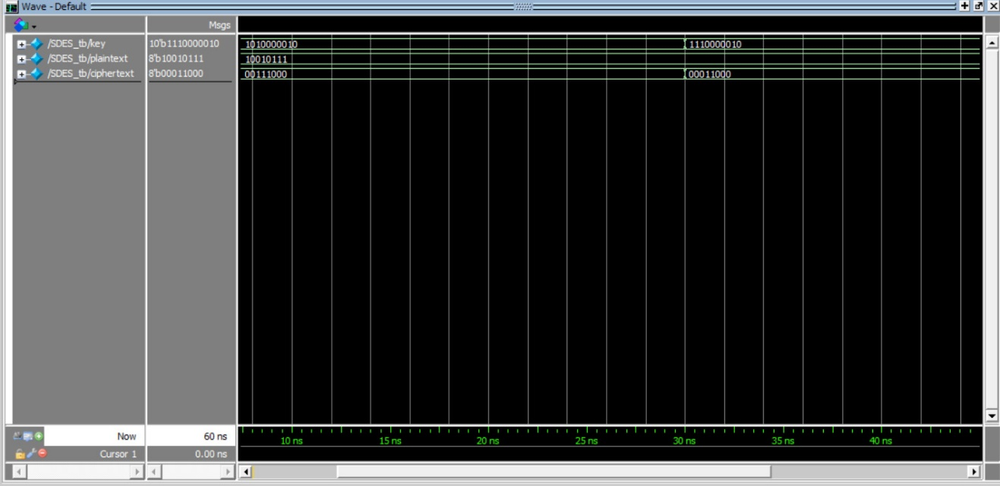 Wave - Default
Msgs
/SDES_tb/key 10'b1110000010 1010000010 1110000010
/SDES_tb/plaintext 8'b10010111 10010111
/SDES_tb/ciphertext 8'b00011000 00111000 00011000
Now 60 ns 10 ns 15 ns 20 ns 25 ns 30 ns 35 ns 40 ns
Cursor 1 0.00 ns